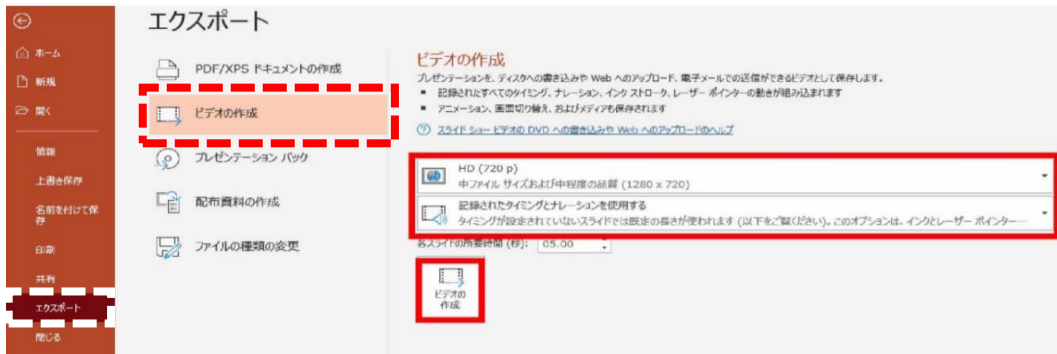 エクスポート
ホーム
新規
開く
情報
上書き保存
名前を付けて保
存
印刷
共有
エクスポート
閉じる
PDF/XPS ドキュメントの作成
ビデオの作成
プレゼンテーション パック
配布資料の作成
ファイルの種類の変更
ビデオの作成
プレゼンテーションを、ディスクへの書き込みや Web へのアップロード、電子メールでの送信ができるビデオとして保存します。
▪ 記録されたすべてのタイミング、ナレーション、インク ストローク、レーザー ポインターの動きが組み込まれます
▪ アニメーション、画面切り替え、およびメディアも保存されます
スライド ショー ビデオの DVD への書き込みや Web へのアップロードのヘルプ
HD (720 p)
中ファイル サイズおよび中程度の品質 (1280 x 720)
記録されたタイミングとナレーションを使用する
タイミングが設定されていないスライドでは既定の長さが使われます (以下をご覧ください)。このオプションは、インクとレーザー ポインター…
各スライドの所要時間 (秒): 05.00
ビデオの
作成